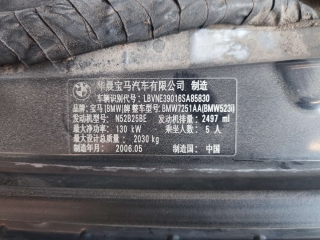 华晨宝马汽车有限公司 制造
车辆识别代号: LBVNE39016SA85830
品牌: 宝马(BMW)牌 整车型号: BMW7251AA(BMW523i)
发动机型号: N52B25BE 发动机排量: 2497 ml
最大净功率: 130 kW 乘坐人数: 5 人
最大总质量: 2030 kg
制造年月: 2006.05 制造国: 中国